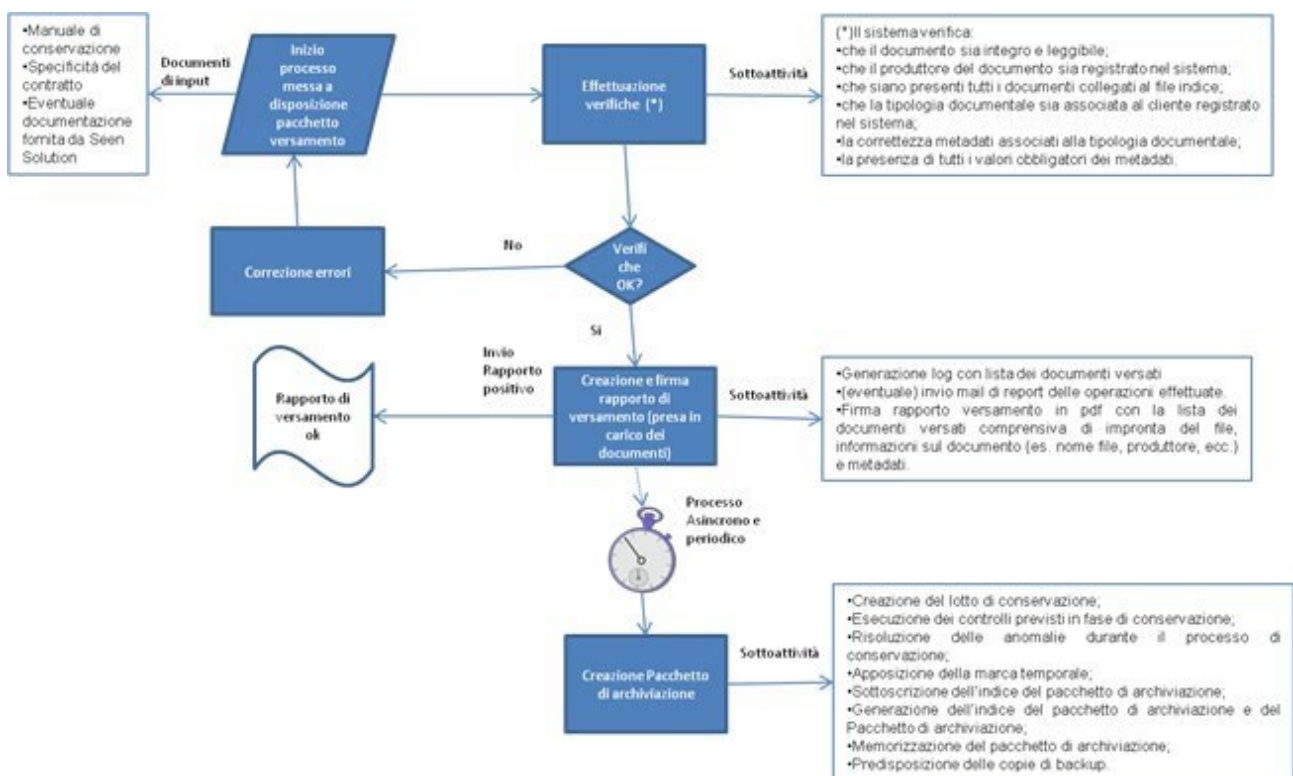 •Manuale di
conservazione
•Specificità del
contratto
•Eventuale
documentazione
fornita da Seen
Solution
Documenti
di input
Inizio
processo
messa a
disposizione
pacchetto
versamento
Effettuazione
verifiche (*)
Sottoattività
(*)Il sistema verifica:
•che il documento sia integro e leggibile;
•che il produttore del documento sia registrato nel sistema;
•che siano presenti tutti i documenti collegati al file indice;
•che la tipologia documentale sia associata al cliente registrato
nel sistema;
•la correttezza metadati associati alla tipologia documentale;
•la presenza di tutti i valori obbligatori dei metadati.
Correzione errori
No
Verifi
che
OK?
Si
Rapporto di
versamento
ok
Invio
Rapporto
positivo
Creazione e firma
rapporto di
versamento (presa in
carico dei
documenti)
Sottoattività
•Generazione log con lista dei documenti versati
•(eventuale) invio mail di report delle operazioni effettuate.
•Firma rapporto versamento in pdf con la lista dei
documenti versati comprensiva di impronta del file,
informazioni sul documento (es. nome file, produttore, ecc.)
e metadati.
Processo
Asincrono e
periodico
Creazione Pacchetto
di archiviazione
Sottoattività
•Creazione del lotto di conservazione;
•Esecuzione dei controlli previsti in fase di conservazione;
•Risoluzione delle anomalie durante il processo di
conservazione;
•Apposizione della marca temporale;
•Sottoscrizione dell'indice del pacchetto di archiviazione;
•Generazione dell'indice del pacchetto di archiviazione e del
Pacchetto di archiviazione;
•Memorizzazione del pacchetto di archiviazione;
•Predisposizione delle copie di backup.